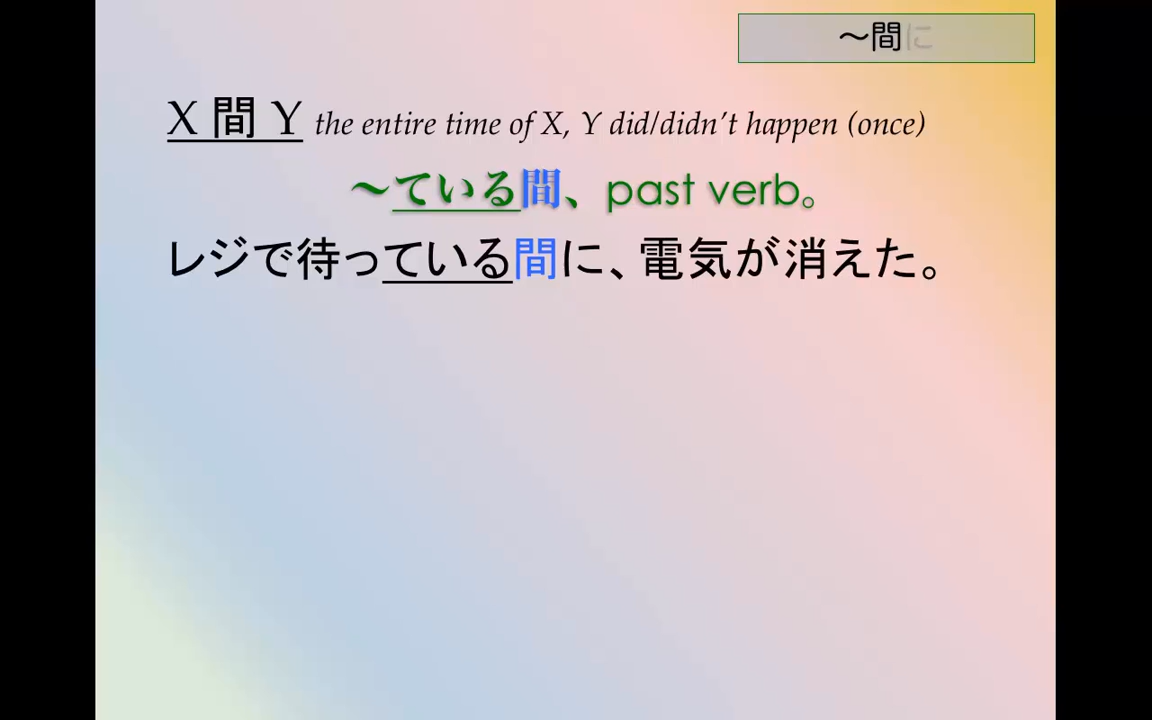 ～間に
X 間 Y the entire time of X, Y did/didn't happen (once)
～ている間、past verb。
レジで待っている間に、電気が消えた。